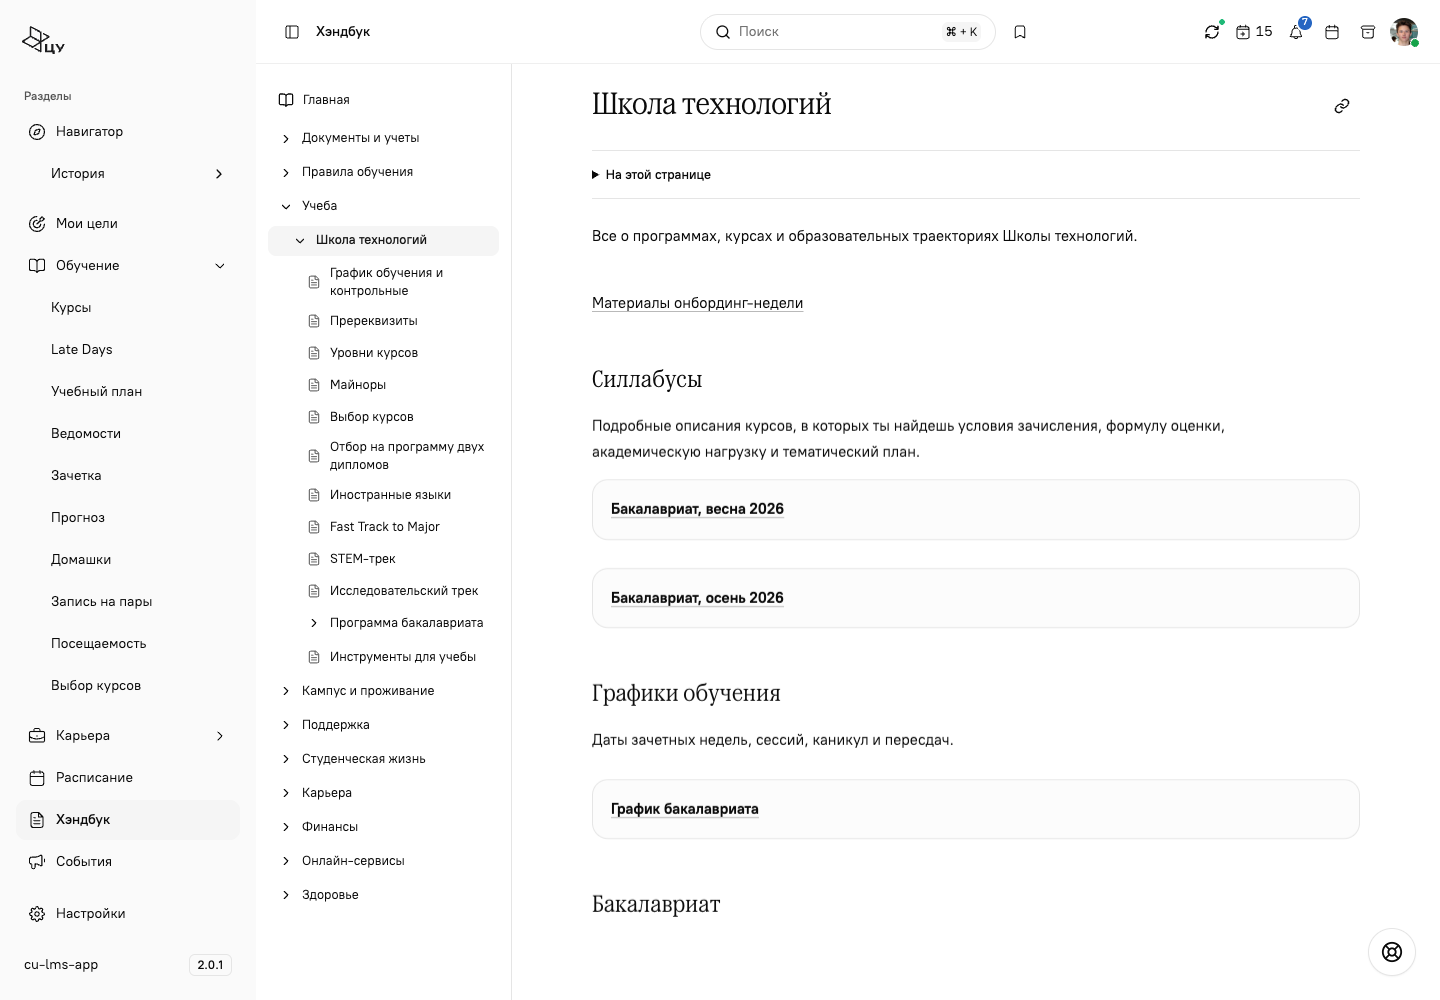 ЦУ
Разделы
Навигатор
История
Мои цели
Обучение
Курсы
Late Days
Учебный план
Ведомости
Зачетка
Прогноз
Домашки
Запись на пары
Посещаемость
Выбор курсов
Карьера
Расписание
Хэндбук
События
Настройки
cu-lms-app
2.0.1
Хэндбук
Поиск
⌘ + K
15
7
Главная
Документы и учеты
Правила обучения
Учеба
Школа технологий
График обучения и
контрольные
Пререквизиты
Уровни курсов
Майноры
Выбор курсов
Отбор на программу двух
дипломов
Иностранные языки
Fast Track to Major
STEM-трек
Исследовательский трек
Программа бакалавриата
Инструменты для учебы
Кампус и проживание
Поддержка
Студенческая жизнь
Карьера
Финансы
Онлайн-сервисы
Здоровье
Школа технологий
На этой странице
Все о программах, курсах и образовательных траекториях Школы технологий.
Материалы онбординг-недели
Силлабусы
Подробные описания курсов, в которых ты найдешь условия зачисления, формулу оценки,
академическую нагрузку и тематический план.
Бакалавриат, весна 2026
Бакалавриат, осень 2026
Графики обучения
Даты зачетных недель, сессий, каникул и пересдач.
График бакалавриата
Бакалавриат